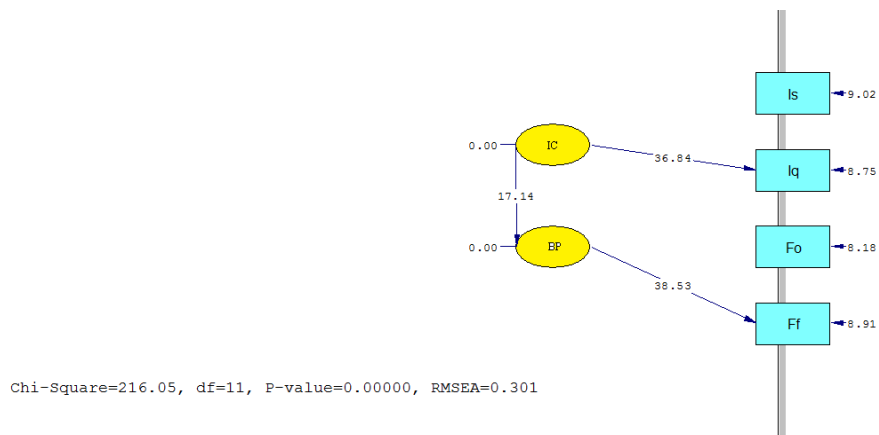 Is
9.02
0.00
IC
36.84
Iq
8.75
17.14
0.00
BP
Fo
8.18
38.53
Ff
8.91
Chi-Square=216.05, df=11, P-value=0.00000, RMSEA=0.301